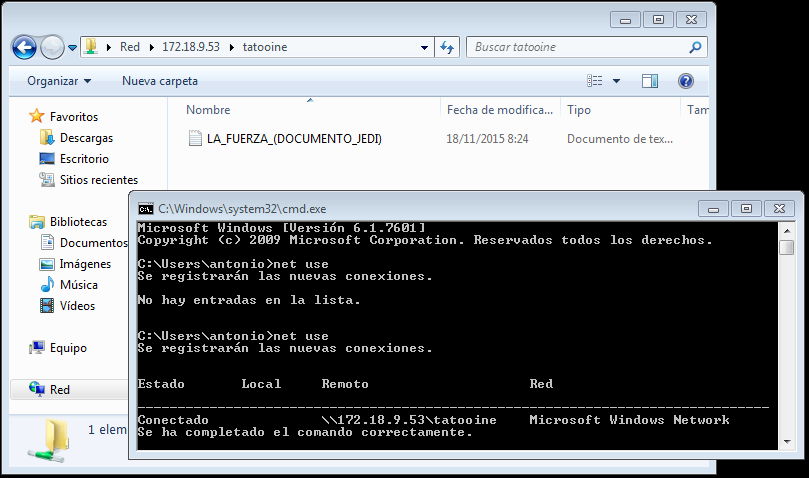 Red ▸ 172.18.9.53 ▸ tatooine
Buscar tatooine
Organizar Nueva carpeta
Nombre Fecha de modifica... Tipo Tam
LA_FUERZA_(DOCUMENTO_JEDI) 18/11/2015 8:24 Documento de tex...
Favoritos
Descargas
Escritorio
Sitios recientes
Bibliotecas
Documentos
Imágenes
Música
Vídeos
Equipo
Red
1 elem
C:\Windows\system32\cmd.exe
Microsoft Windows [Versión 6.1.7601]
Copyright (c) 2009 Microsoft Corporation. Reservados todos los derechos.
C:\Users\antonio>net use
Se registrarán las nuevas conexiones.
No hay entradas en la lista.
C:\Users\antonio>net use
Se registrarán las nuevas conexiones.
Estado Local Remoto Red
-------------------------------------------------------------------------------
Conectado \\172.18.9.53\tatooine Microsoft Windows Network
Se ha completado el comando correctamente.